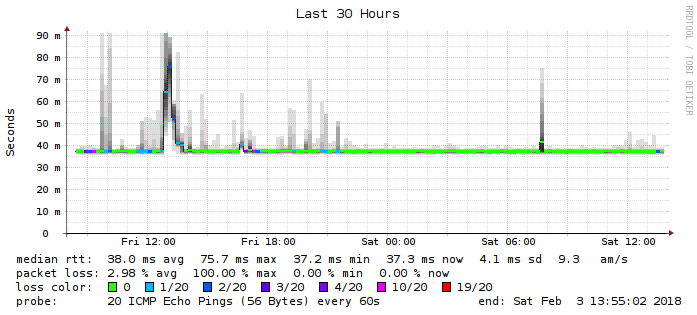 Last 30 Hours
RRDTOOL / TOBI OETIKER
Seconds
90 m
80 m
70 m
60 m
50 m
40 m
30 m
20 m
10 m
0
Fri 12:00 Fri 18:00 Sat 00:00 Sat 06:00 Sat 12:00
median rtt: 38.0 ms avg 75.7 ms max 37.2 ms min 37.3 ms now 4.1 ms sd 9.3 am/s
packet loss: 2.98 % avg 100.00 % max 0.00 % min 0.00 % now
loss color: 0 1/20 2/20 3/20 4/20 10/20 19/20
probe: 20 ICMP Echo Pings (56 Bytes) every 60s end: Sat Feb 3 13:55:02 2018